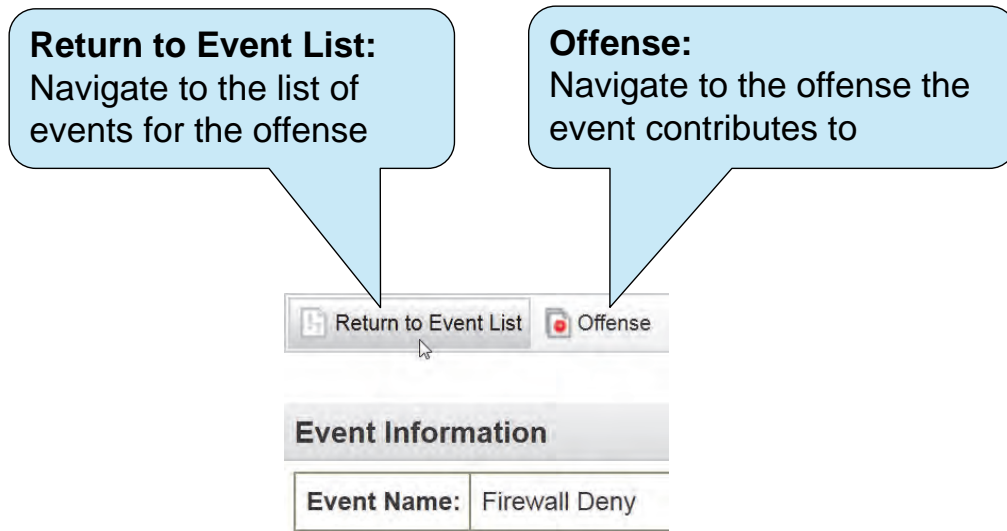 Return to Event List:
Navigate to the list of
events for the offense
Offense:
Navigate to the offense the
event contributes to
Return to Event List
Offense
Event Information
Event Name:
Firewall Deny